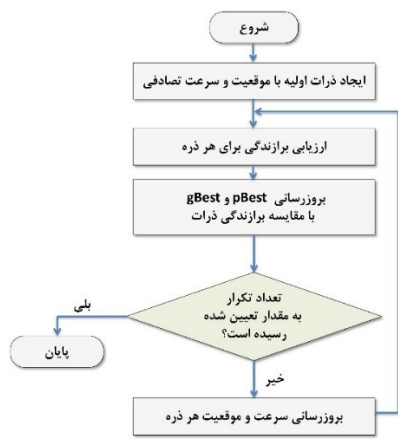 شروع
ایجاد ذرات اولیه با موقعیت و سرعت تصادفی
ارزیابی برازندگی برای هر ذره
بروزرسانی pBest و gBest
با مقایسه برازندگی ذرات
تعداد تکرار
به مقدار تعیین شده
رسیده است؟
بلی
پایان
خیر
بروزرسانی سرعت و موقعیت هر ذره